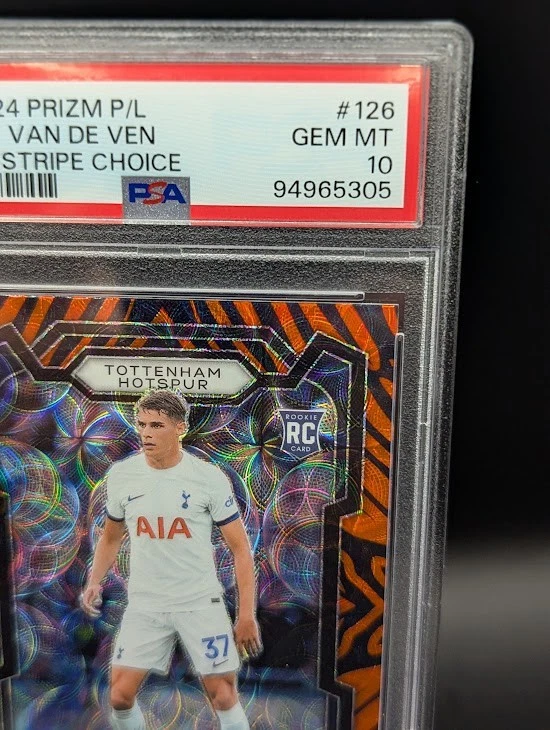 24 PRIZM P/L #126
VAN DE VEN GEM MT
STRIPE CHOICE 10
PSA 94965305
TOTTENHAM
HOTSPUR
ROOKIE
RC
CARD
AIA
37